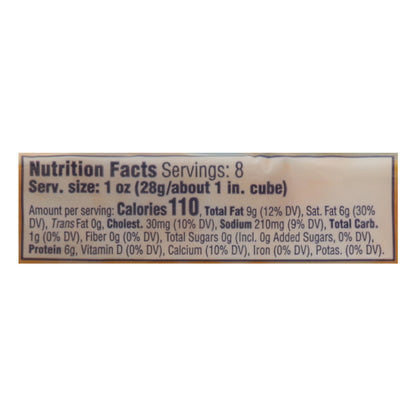 Nutrition Facts Servings: 8
Serv. size: 1 oz (28g/about 1 in. cube)
Amount per serving: Calories 110, Total Fat 9g (12% DV), Sat. Fat 6g (30%
DV), Trans Fat 0g, Cholest. 30mg (10% DV), Sodium 210mg (9% DV), Total Carb.
1g (0% DV), Fiber 0g (0% DV), Total Sugars 0g (Incl. 0g Added Sugars, 0% DV),
Protein 6g, Vitamin D (0% DV), Calcium (10% DV), Iron (0% DV), Potas. (0% DV).